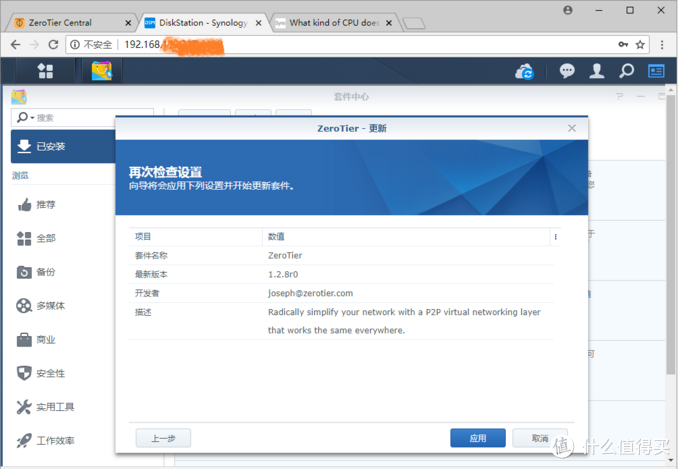 ZeroTier Central
DSM DiskStation - Synology
Syno What kind of CPU does
不安全 192.168.
套件中心
搜索
已安装
浏览
推荐
全部
备份
多媒体
商业
安全性
实用工具
工作效率
ZeroTier - 更新
再次检查设置
向导将会应用下列设置并开始更新套件。
项目 数值
套件名称 ZeroTier
最新版本 1.2.8r0
开发者 joseph@zerotier.com
描述 Radically simplify your network with a P2P virtual networking layer
that works the same everywhere.
上一步 应用 取消
值 什么值得买